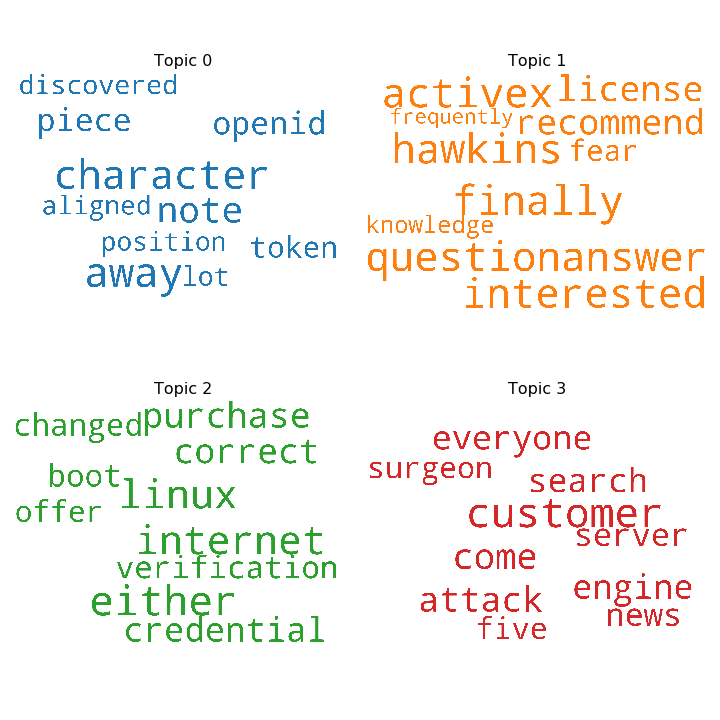 Topic 0
discovered
piece
openid
character
aligned
note
position
token
away
lot
Topic 1
activex
license
frequently
recommend
hawkins
fear
finally
knowledge
questionanswer
interested
Topic 2
changed
purchase
correct
boot
linux
offer
internet
verification
either
credential
Topic 3
everyone
surgeon
search
customer
server
come
engine
attack
news
five